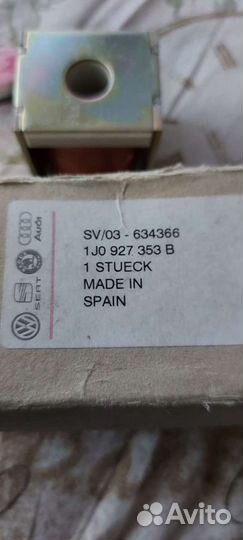 Audi
SEAT
SV/03 - 634366
1J0 927 353 B
1 STUECK
MADE IN
SPAIN
Avito